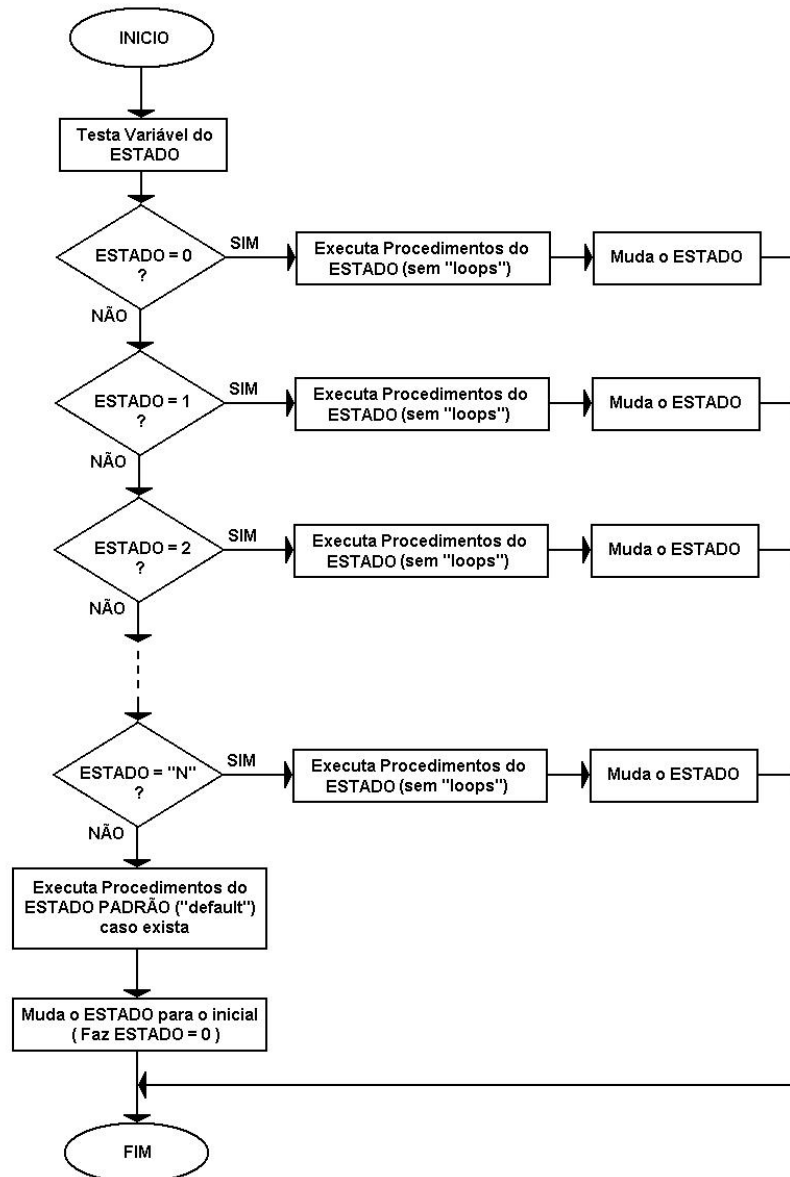 INICIO
Testa Variável do
ESTADO
ESTADO = 0
?
SIM
Executa Procedimentos do
ESTADO (sem "loops")
Muda o ESTADO
NÃO
ESTADO = 1
?
SIM
Executa Procedimentos do
ESTADO (sem "loops")
Muda o ESTADO
NÃO
ESTADO = 2
?
SIM
Executa Procedimentos do
ESTADO (sem "loops")
Muda o ESTADO
NÃO
ESTADO = "N"
?
SIM
Executa Procedimentos do
ESTADO (sem "loops")
Muda o ESTADO
NÃO
Executa Procedimentos do
ESTADO PADRÃO ("default")
caso exista
Muda o ESTADO para o inicial
( Faz ESTADO = 0 )
FIM